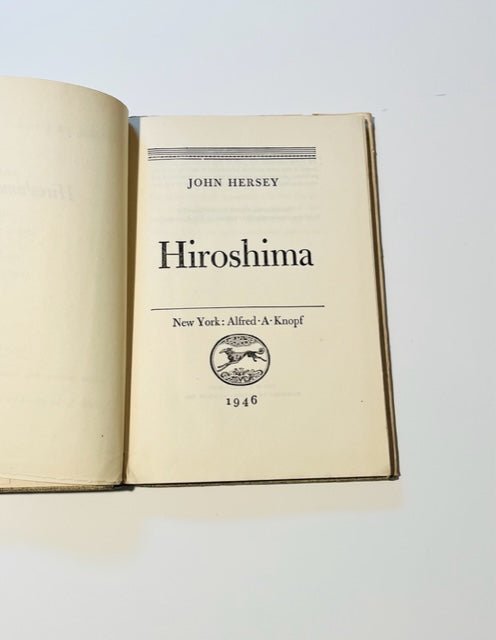 JOHN HERSEY
Hiroshima
New York: Alfred·A·Knopf
1946